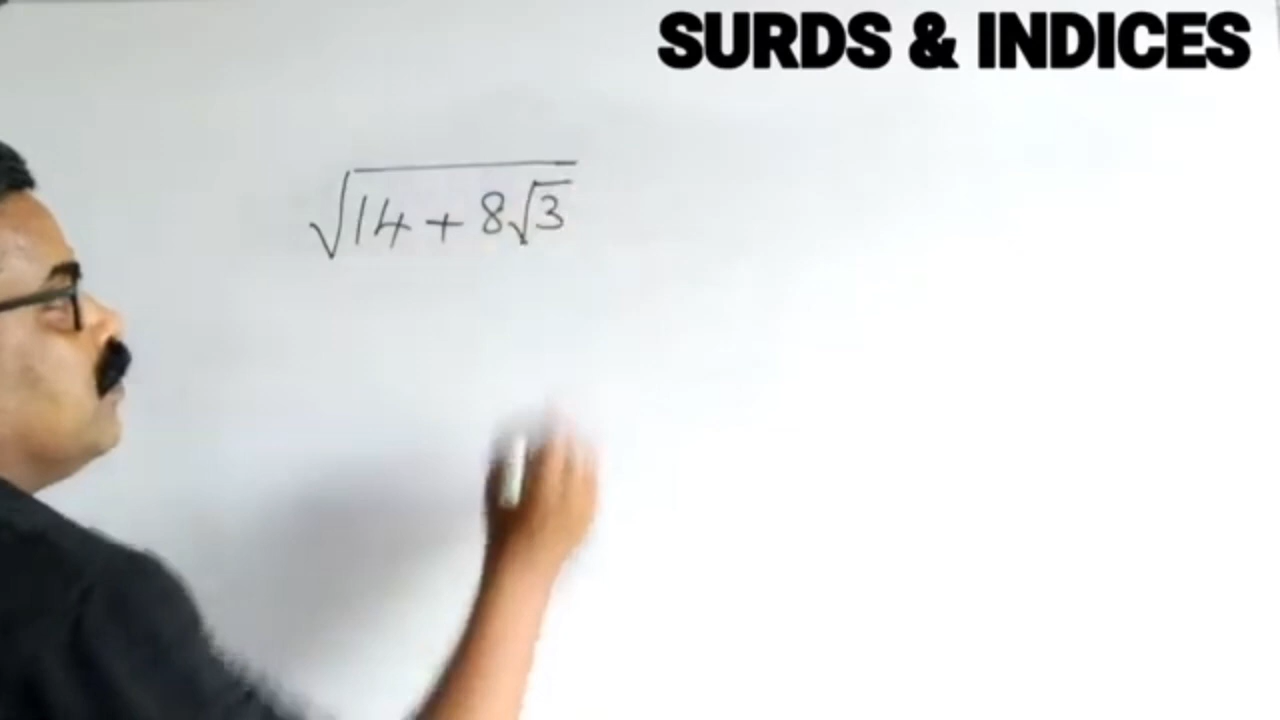 SURDS & INDICES
√(14 + 8√3)